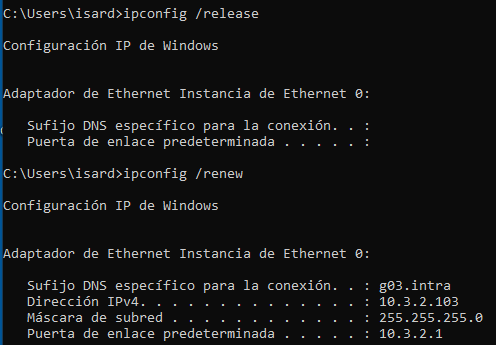 C:\Users\isard>ipconfig /release
Configuración IP de Windows
Adaptador de Ethernet Instancia de Ethernet 0:
Sufijo DNS específico para la conexión. . :
Puerta de enlace predeterminada . . . . . :
C:\Users\isard>ipconfig /renew
Configuración IP de Windows
Adaptador de Ethernet Instancia de Ethernet 0:
Sufijo DNS específico para la conexión. . : g03.intra
Dirección IPv4. . . . . . . . . . . . . . : 10.3.2.103
Máscara de subred . . . . . . . . . . . . : 255.255.255.0
Puerta de enlace predeterminada . . . . . : 10.3.2.1